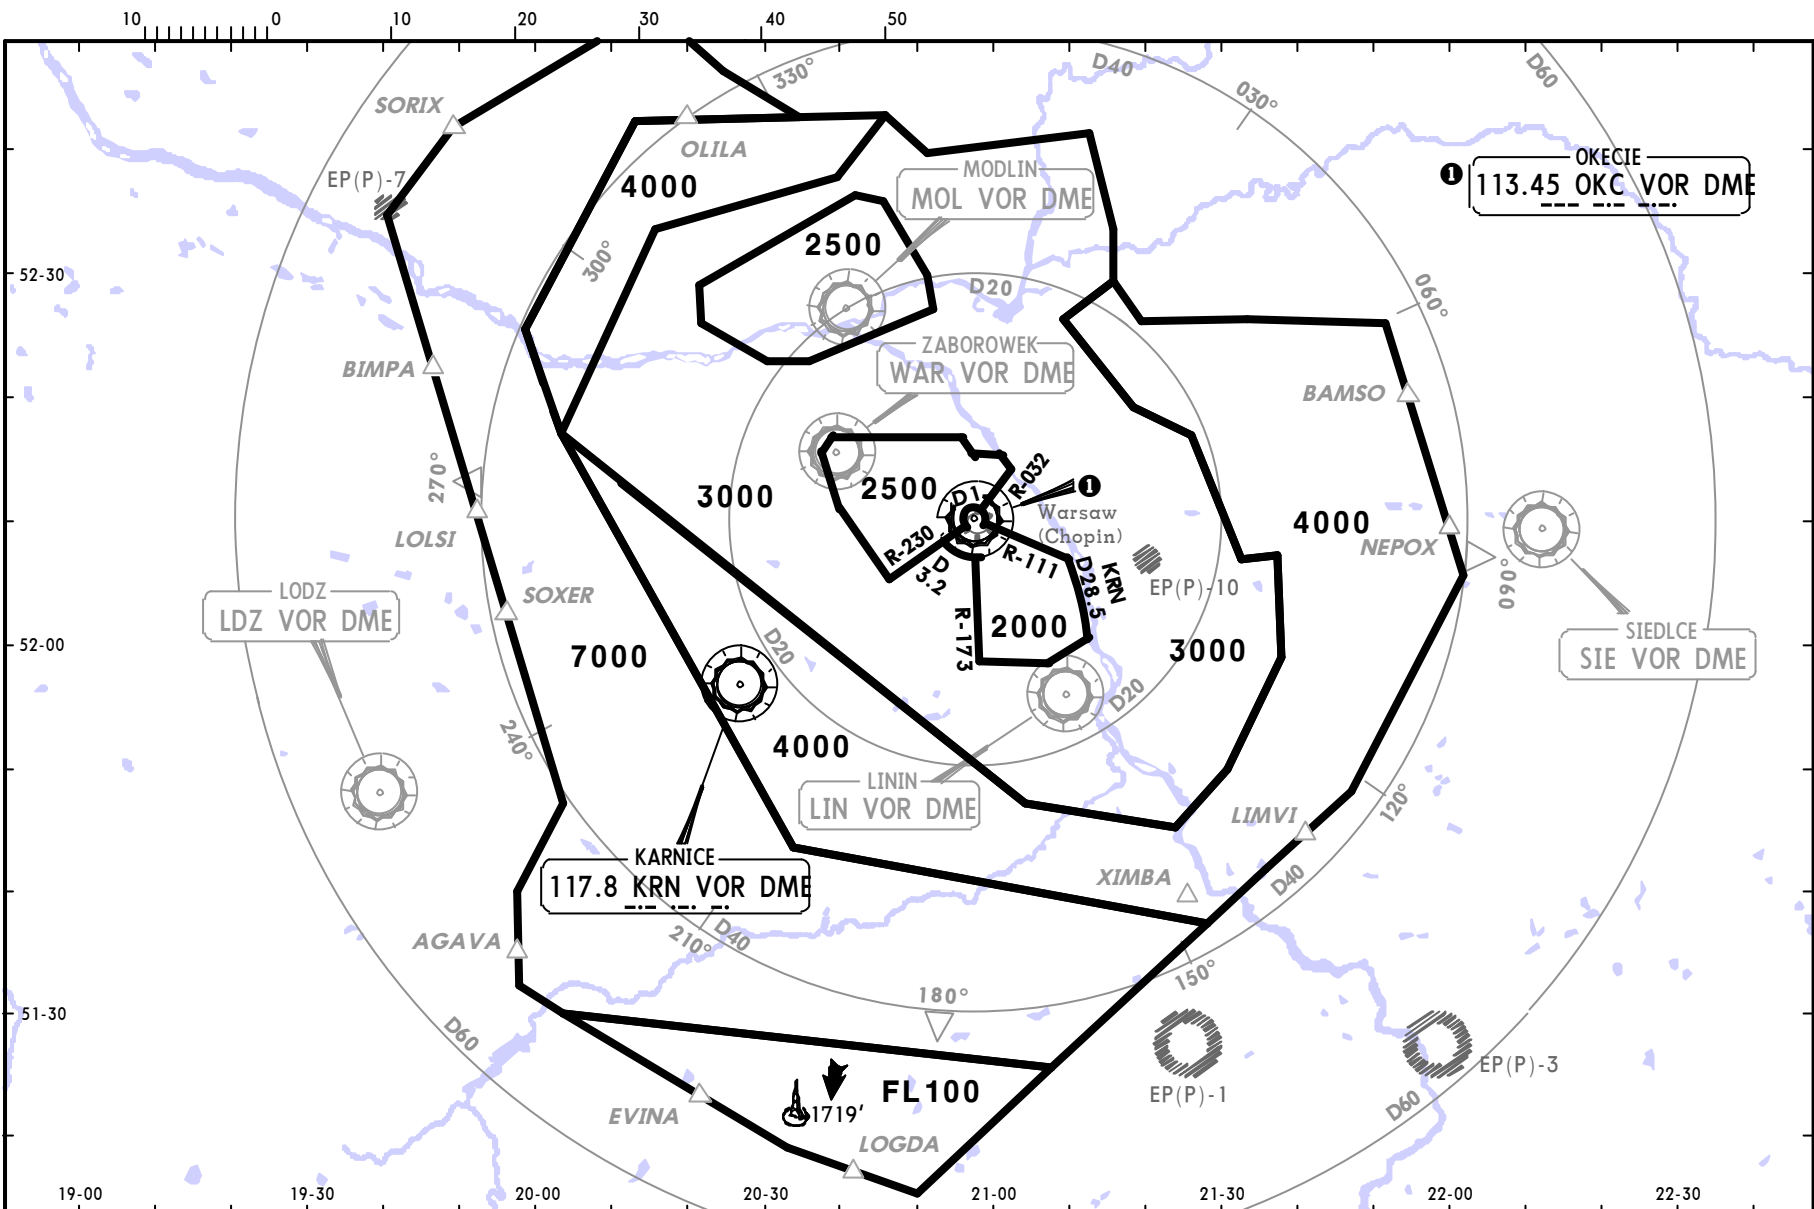 10 0 10 20 30 40 50
330°
D40
D60
SORIX
030°
OLILA
MODLIN
MOL VOR DME
OKECIE
❶ 113.45 OKC VOR DME
EP(P)-7
4000
2500
300°
52-30
D20
060°
ZABOROWEK
WAR VOR DME
BIMPA
BAMSO
270°
3000
2500
D1
R-032
❶
Warsaw
(Chopin)
4000
LOLSI
NEPOX
R-230
D
3.2
R-111
KRN
D28.5
EP(P)-10
090°
LODZ
LDZ VOR DME
SOXER
R-173
2000
52-00
7000
D20
3000
SIEDLCE
SIE VOR DME
D20
240°
4000
LININ
LIN VOR DME
LIMVI
120°
KARNICE
117.8 KRN VOR DME
XIMBA
D40
AGAVA
210°
D40
150°
180°
51-30
D60
EP(P)-1
EP(P)-3
FL100
1719'
EVINA
D60
LOGDA
19-00 19-30 20-00 20-30 21-00 21-30 22-00 22-30